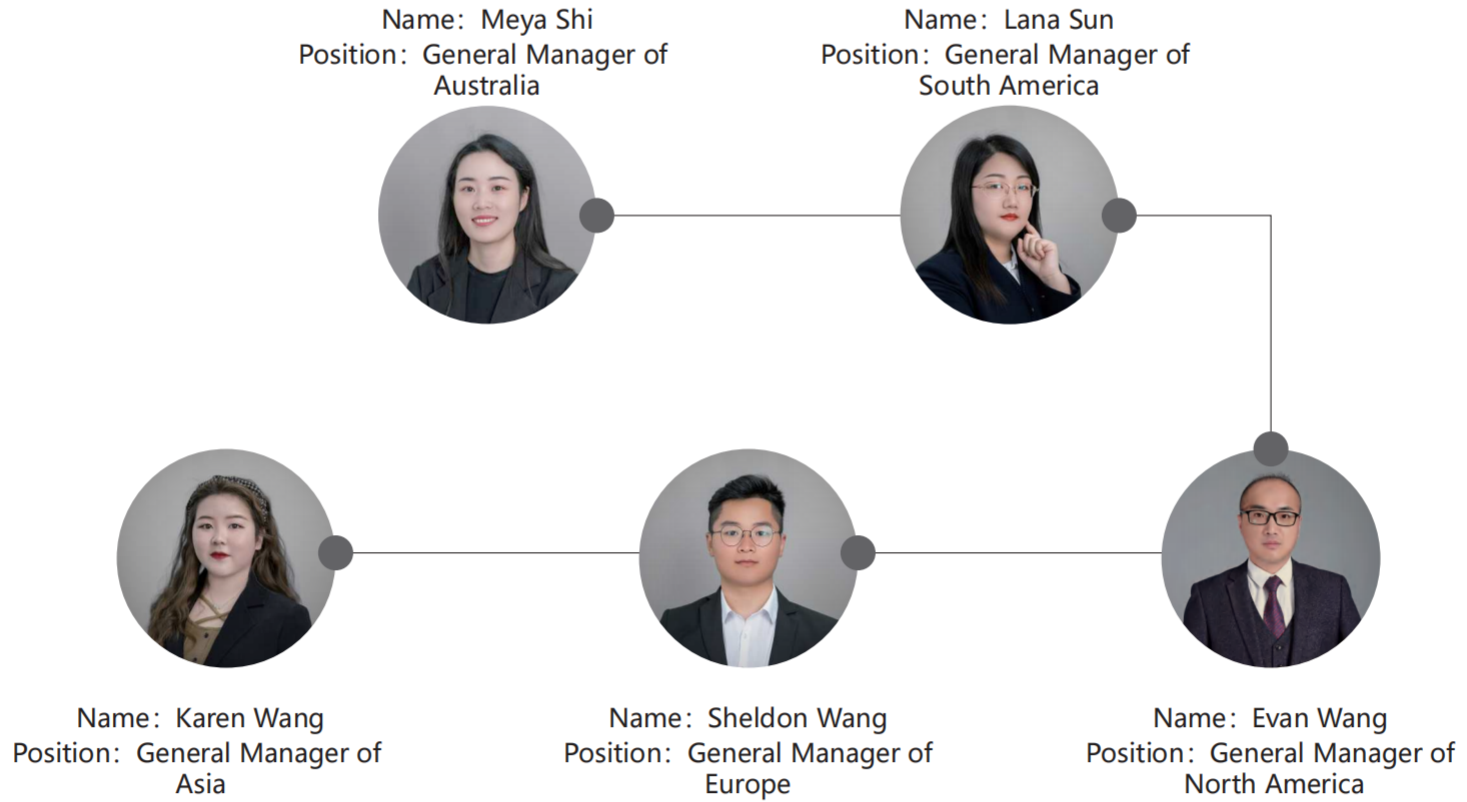 Name：Meya Shi
Position：General Manager of
Australia
Name：Lana Sun
Position：General Manager of
South America
Name：Karen Wang
Position：General Manager of
Asia
Name：Sheldon Wang
Position：General Manager of
Europe
Name：Evan Wang
Position：General Manager of
North America